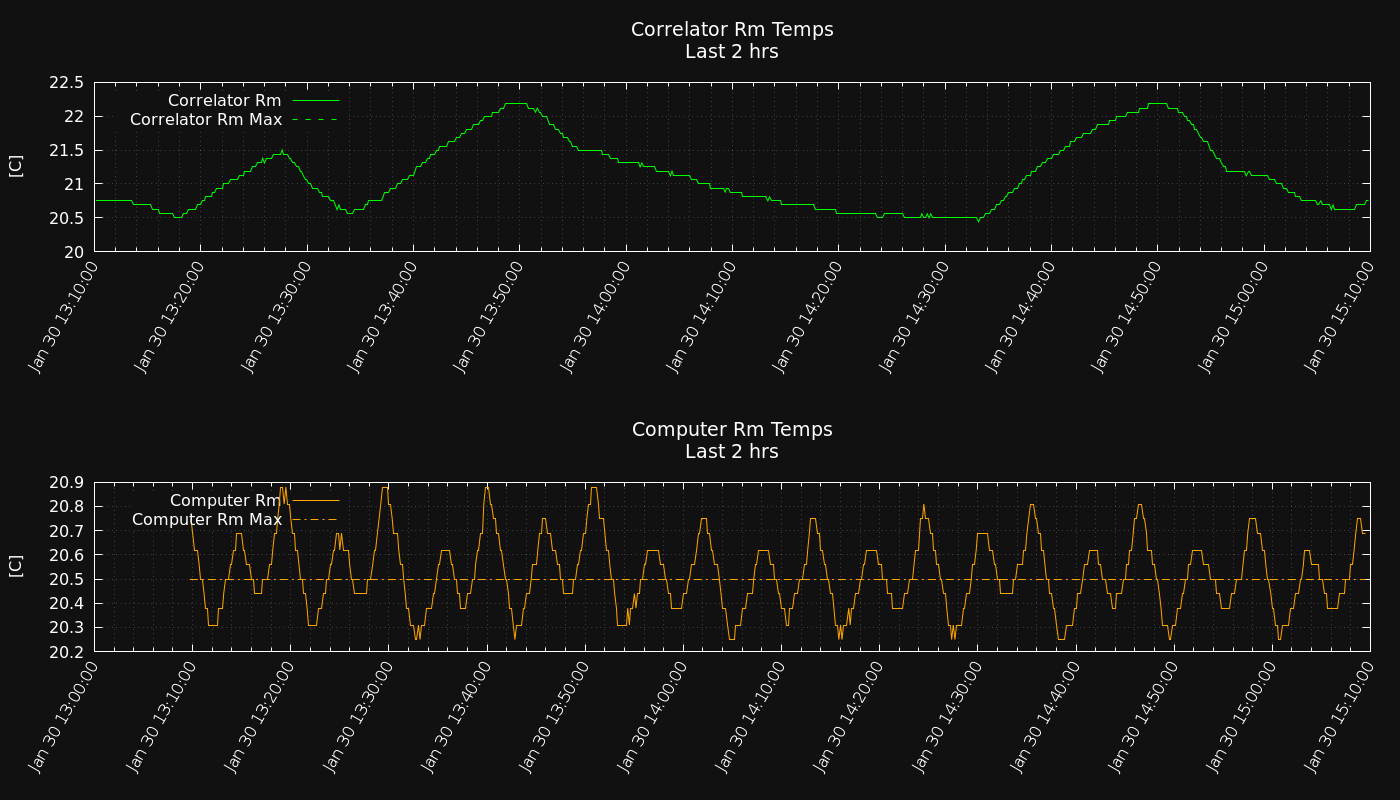 Correlator Rm Temps
Last 2 hrs
22.5
22
21.5
21
20.5
20
[C]
Correlator Rm
Correlator Rm Max
Jan 30 13:10:00
Jan 30 13:20:00
Jan 30 13:30:00
Jan 30 13:40:00
Jan 30 13:50:00
Jan 30 14:00:00
Jan 30 14:10:00
Jan 30 14:20:00
Jan 30 14:30:00
Jan 30 14:40:00
Jan 30 14:50:00
Jan 30 15:00:00
Jan 30 15:10:00
Computer Rm Temps
Last 2 hrs
20.9
20.8
20.7
20.6
20.5
20.4
20.3
20.2
[C]
Computer Rm
Computer Rm Max
Jan 30 13:00:00
Jan 30 13:10:00
Jan 30 13:20:00
Jan 30 13:30:00
Jan 30 13:40:00
Jan 30 13:50:00
Jan 30 14:00:00
Jan 30 14:10:00
Jan 30 14:20:00
Jan 30 14:30:00
Jan 30 14:40:00
Jan 30 14:50:00
Jan 30 15:00:00
Jan 30 15:10:00